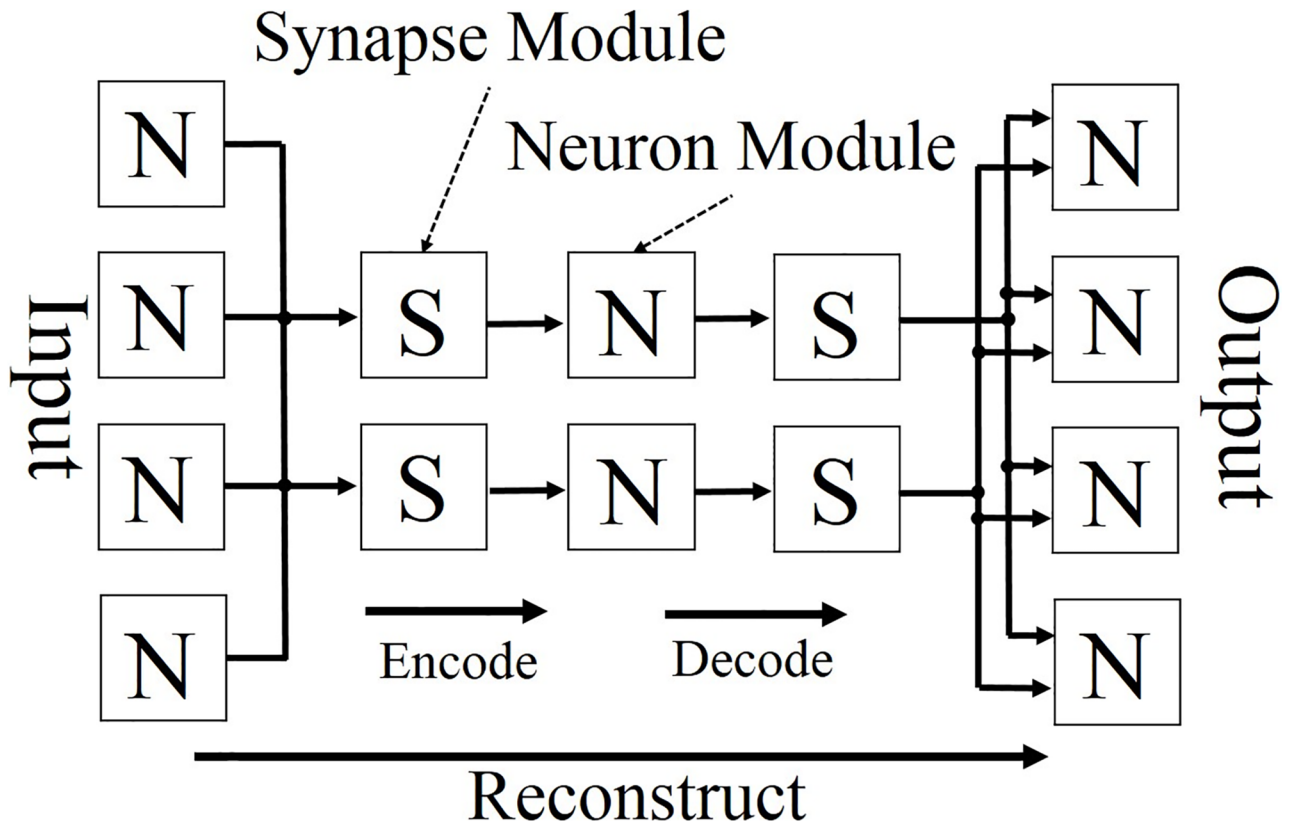 Synapse Module
Neuron Module
Input
N
N
N
N
S
N
S
S
N
S
N
N
N
N
Output
Encode
Decode
Reconstruct